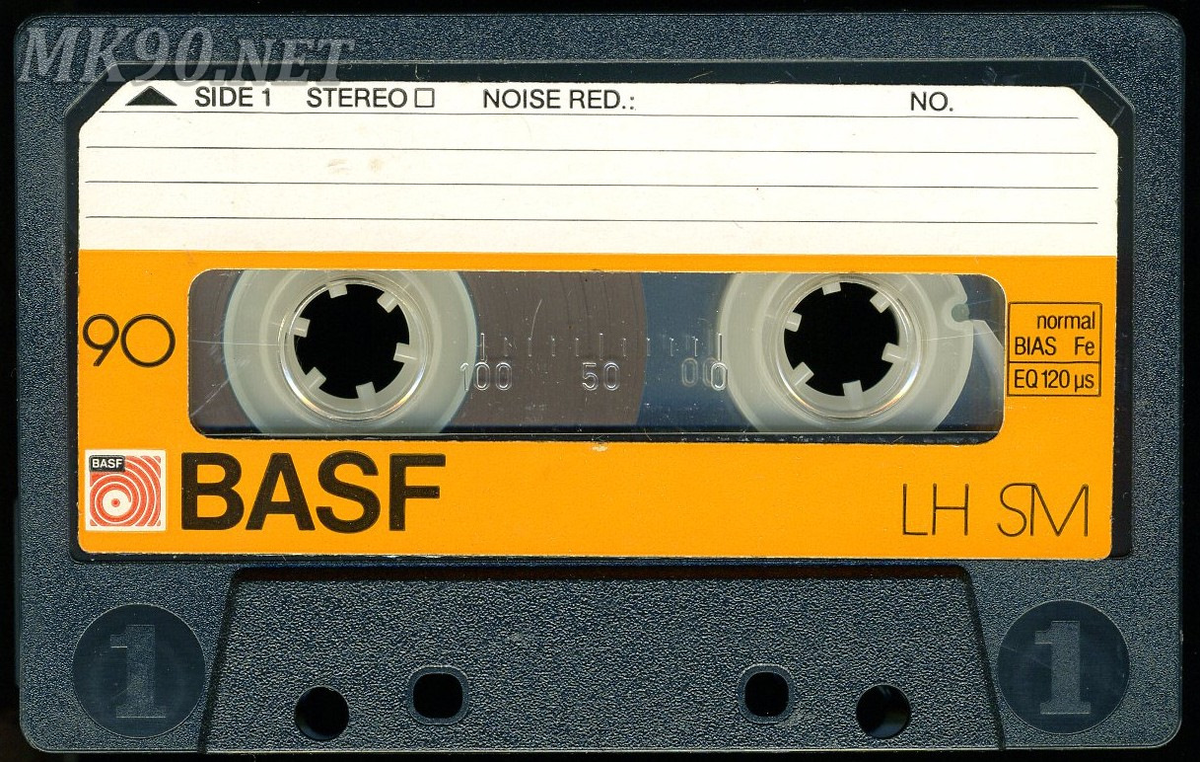 MK90.NET
▲ SIDE 1 STEREO □ NOISE RED.: NO.
90
100 50 0
normal
BIAS Fe
EQ 120 µs
BASF
BASF
LH SM
1 1